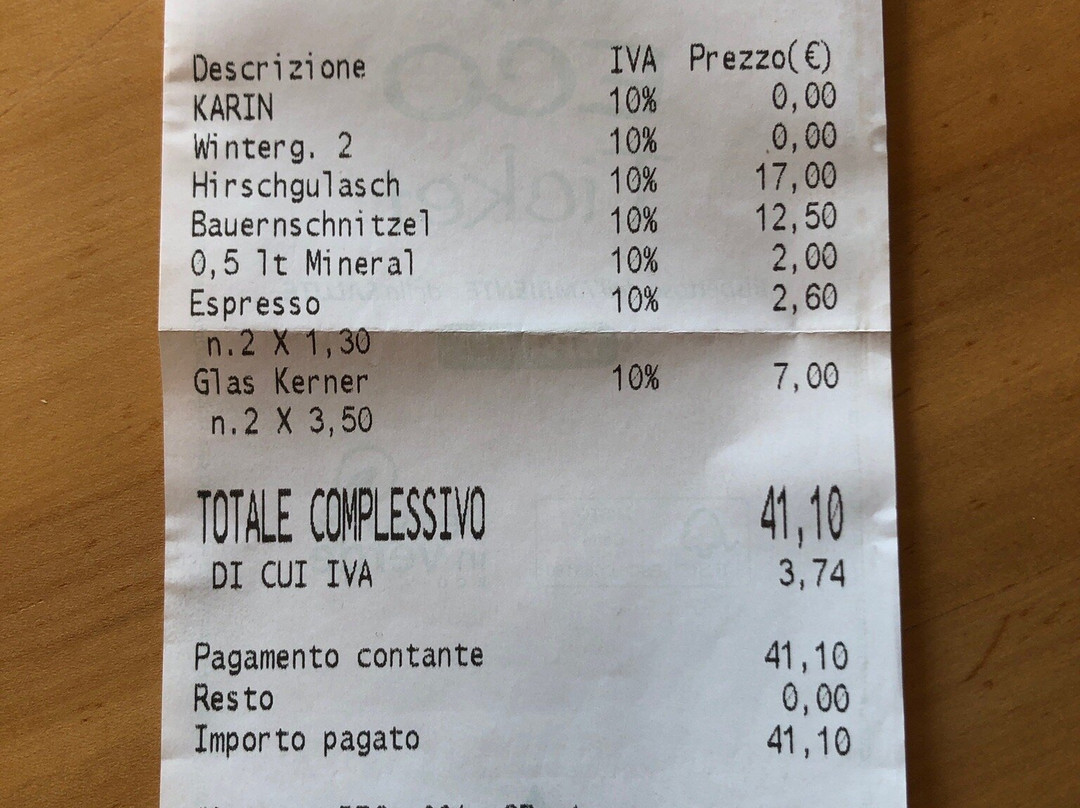 Descrizione IVA Prezzo(€)
KARIN 10% 0,00
Winterg. 2 10% 0,00
Hirschgulasch 10% 17,00
Bauernschnitzel 10% 12,50
0,5 lt Mineral 10% 2,00
Espresso 10% 2,60
n.2 X 1,30
Glas Kerner 10% 7,00
n.2 X 3,50
TOTALE COMPLESSIVO 41,10
DI CUI IVA 3,74
Pagamento contante 41,10
Resto 0,00
Importo pagato 41,10